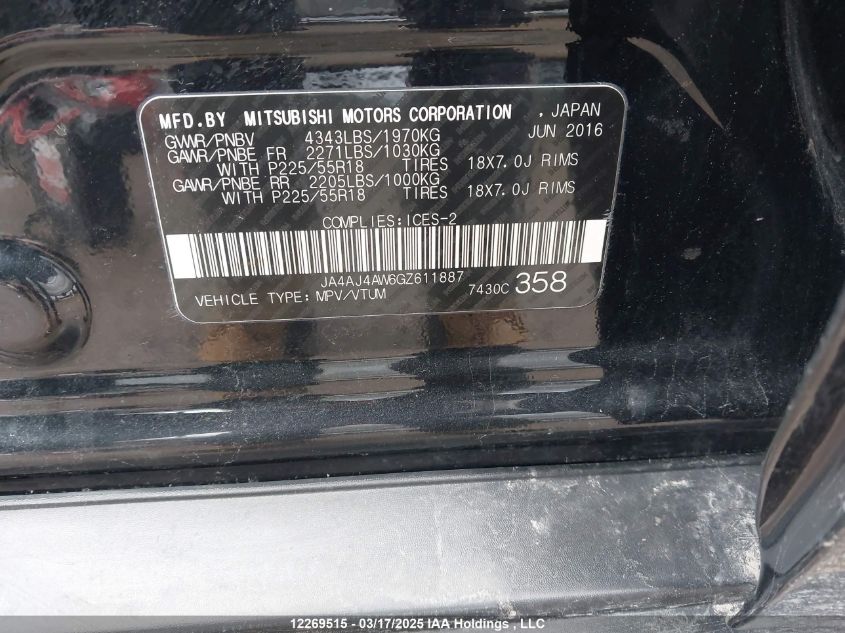 MFD.BY MITSUBISHI MOTORS CORPORATION , JAPAN
GVWR/PNBV 4343LBS/1970KG JUN 2016
GAWR/PNBE FR 2271LBS/1030KG
WITH P225/55R18 TIRES 18X7.0J RIMS
GAWR/PNBE RR 2205LBS/1000KG
WITH P225/55R18 TIRES 18X7.0J RIMS
COMPLIES:ICES-2
JA4AJ4AW6GZ611887
VEHICLE TYPE:MPV/VTUM 7430C 358
12269515 - 03/17/2025 IAA Holdings , LLC